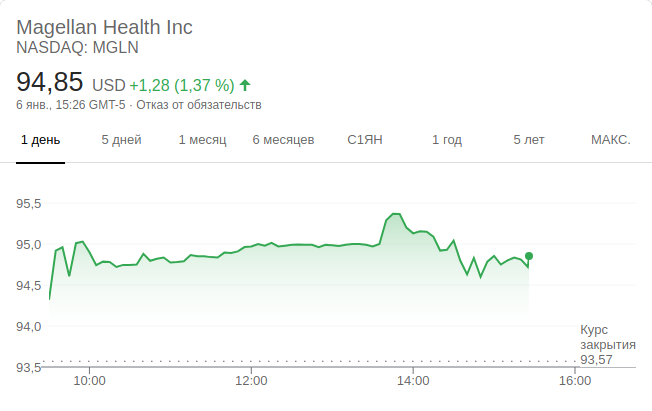 Magellan Health Inc
NASDAQ: MGLN
94,85 USD +1,28 (1,37 %)
6 янв., 15:26 GMT-5 · Отказ от обязательств
1 день 5 дней 1 месяц 6 месяцев С1ЯН 1 год 5 лет МАКС.
95,5
95,0
94,5
94,0
Курс
закрытия
93,57
93,5
10:00 12:00 14:00 16:00